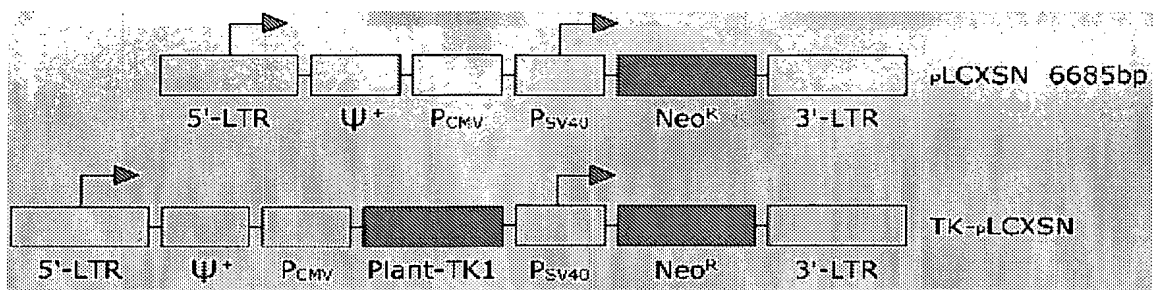 pLCXSN 6685bp
5'-LTR Ψ+ PCMV PSV40 NeoR 3'-LTR
TK-pLCXSN
5'-LTR Ψ+ PCMV Plant-TK1 PSV40 NeoR 3'-LTR